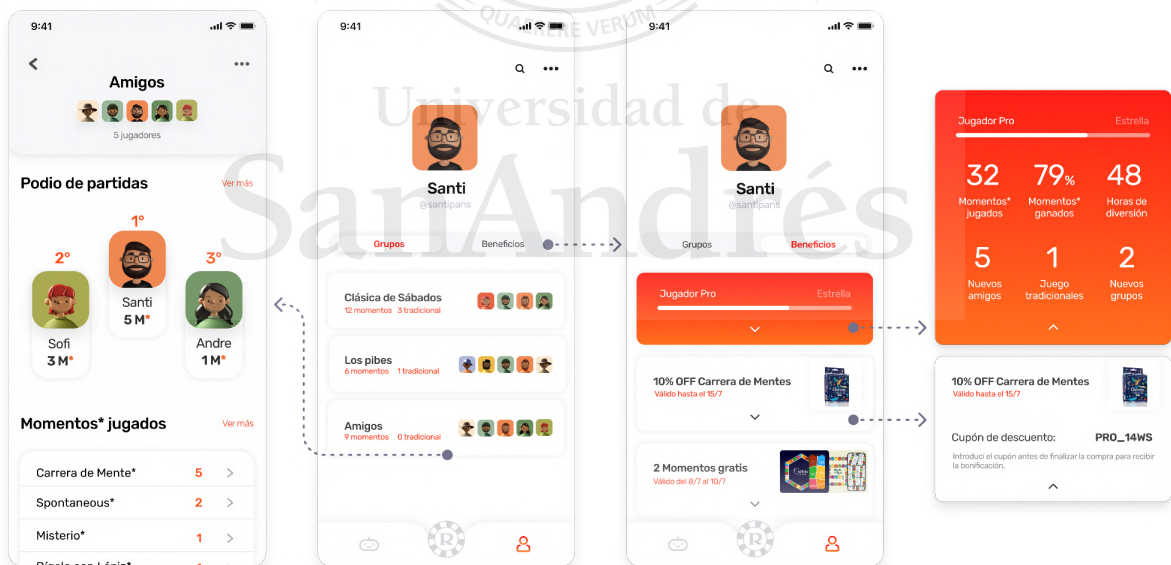 QUAERERE VERUM
Universidad de
SanAndrés
9:41
Amigos
5 jugadores
Podio de partidas
Ver más
1°
2°
3°
Santi
5 M*
Sofi
3 M*
Andre
1 M*
Momentos* jugados
Ver más
Carrera de Mente*
5
Spontaneous*
2
Misterio*
1
9:41
Santi
@santipans
Grupos
Beneficios
Clásica de Sábados
12 momentos 3 tradicional
Los pibes
6 momentos 1 tradicional
Amigos
9 momentos 0 tradicional
R
9:41
Santi
@santipans
Grupos
Beneficios
Jugador Pro
Estrella
10% OFF Carrera de Mentes
Válido hasta el 15/7
2 Momentos gratis
Válido del 8/7 al 10/7
R
Jugador Pro
Estrella
32
79%
48
Momentos*
jugados
Momentos*
ganados
Horas de
diversión
5
1
2
Nuevos
amigos
Juego
tradicionales
Nuevos
grupos
10% OFF Carrera de Mentes
Válido hasta el 15/7
Cupón de descuento:
PRO_14WS
Introducí el cupón antes de finalizar la compra para recibir
la bonificación.